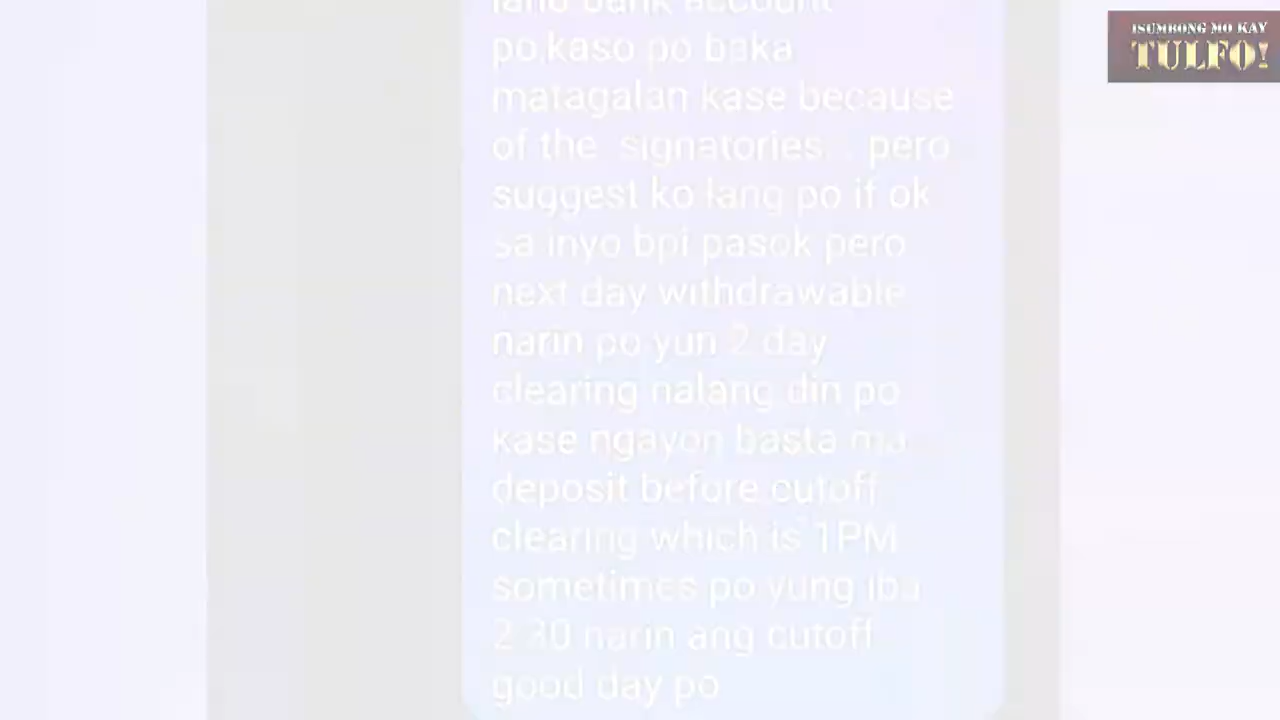 land bank account
po,kaso po baka
matagalan kase because
of the signatories... pero
suggest ko lang po if ok
sa inyo bpi pasok pero
next day withdrawable
narin po yun 2 day
clearing nalang din po
kase ngayon basta ma
deposit before cutoff
clearing which is 1PM
sometimes po yung iba
2:30 narin ang cutoff
good day po
ISUMBONG MO KAY
TULFO!